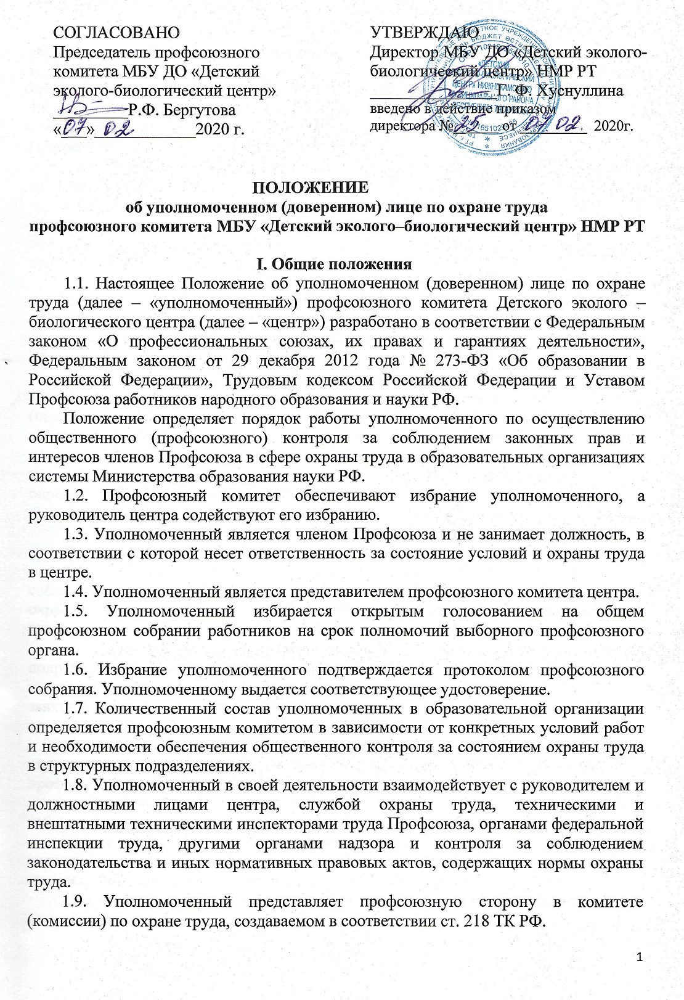 СОГЛАСОВАНО
Председатель профсоюзного
комитета МБУ ДО «Детский
эколого-биологический центр»
_________Р.Ф. Бергутова
«07» 02 2020 г.
УТВЕРЖДАЮ
Директор МБУ ДО «Детский эколого-
биологический центр» НМР РТ
_______________Г. Ф. Хуснуллина
введено в действие приказом
директора № 25 от 07.02. 2020г.
ПОЛОЖЕНИЕ
об уполномоченном (доверенном) лице по охране труда
профсоюзного комитета МБУ «Детский эколого–биологический центр» НМР РТ
I. Общие положения
1.1. Настоящее Положение об уполномоченном (доверенном) лице по охране
труда (далее – «уполномоченный») профсоюзного комитета Детского эколого –
биологического центра (далее – «центр») разработано в соответствии с Федеральным
законом «О профессиональных союзах, их правах и гарантиях деятельности»,
Федеральным законом от 29 декабря 2012 года № 273-ФЗ «Об образовании в
Российской Федерации», Трудовым кодексом Российской Федерации и Уставом
Профсоюза работников народного образования и науки РФ.
Положение определяет порядок работы уполномоченного по осуществлению
общественного (профсоюзного) контроля за соблюдением законных прав и
интересов членов Профсоюза в сфере охраны труда в образовательных организациях
системы Министерства образования науки РФ.
1.2. Профсоюзный комитет обеспечивают избрание уполномоченного, а
руководитель центра содействуют его избранию.
1.3. Уполномоченный является членом Профсоюза и не занимает должность, в
соответствии с которой несет ответственность за состояние условий и охраны труда
в центре.
1.4. Уполномоченный является представителем профсоюзного комитета центра.
1.5. Уполномоченный избирается открытым голосованием на общем
профсоюзном собрании работников на срок полномочий выборного профсоюзного
органа.
1.6. Избрание уполномоченного подтверждается протоколом профсоюзного
собрания. Уполномоченному выдается соответствующее удостоверение.
1.7. Количественный состав уполномоченных в образовательной организации
определяется профсоюзным комитетом в зависимости от конкретных условий работ
и необходимости обеспечения общественного контроля за состоянием охраны труда
в структурных подразделениях.
1.8. Уполномоченный в своей деятельности взаимодействует с руководителем и
должностными лицами центра, службой охраны труда, техническими и
внештатными техническими инспекторами труда Профсоюза, органами федеральной
инспекции труда, другими органами надзора и контроля за соблюдением
законодательства и иных нормативных правовых актов, содержащих нормы охраны
труда.
1.9. Уполномоченный представляет профсоюзную сторону в комитете
(комиссии) по охране труда, создаваемом в соответствии ст. 218 ТК РФ.
1